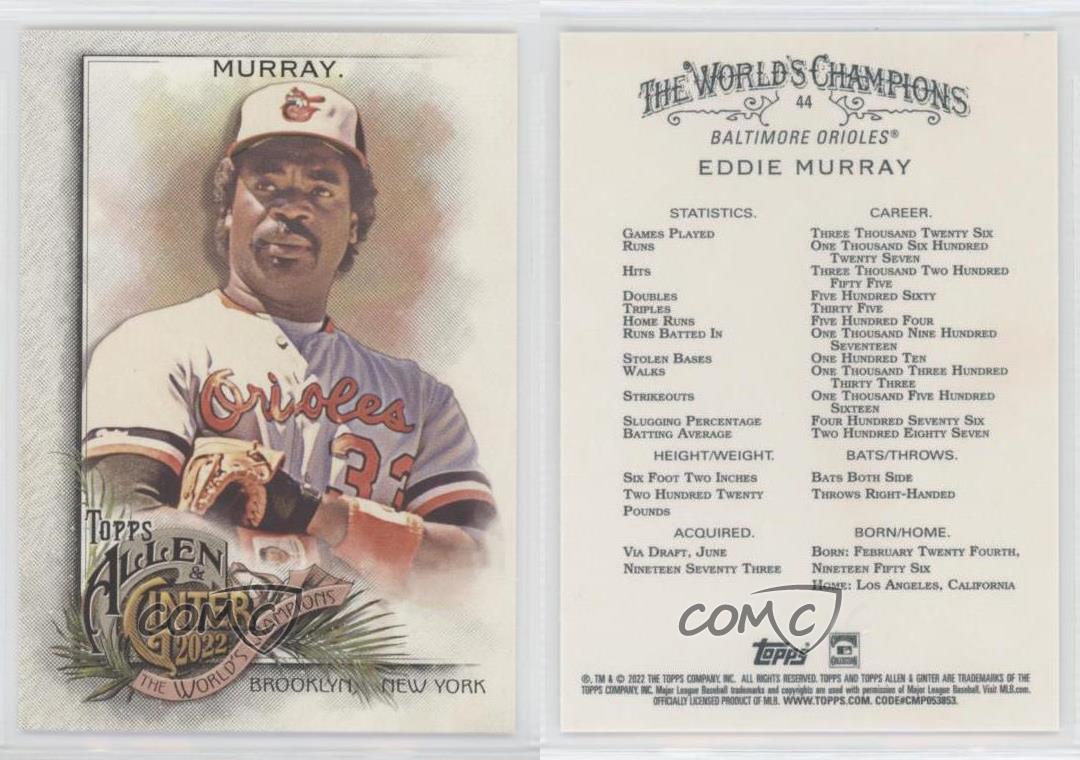 MURRAY.
Orioles
33
TOPPS
ALLEN
&
GINTER
2022
THE WORLD'S CHAMPIONS
BROOKLYN, NEW YORK
COMC
THE WORLD'S CHAMPIONS
44
BALTIMORE ORIOLES®
EDDIE MURRAY
STATISTICS. CAREER.
GAMES PLAYED THREE THOUSAND TWENTY SIX
RUNS ONE THOUSAND SIX HUNDRED
TWENTY SEVEN
HITS THREE THOUSAND TWO HUNDRED
FIFTY FIVE
DOUBLES FIVE HUNDRED SIXTY
TRIPLES THIRTY FIVE
HOME RUNS FIVE HUNDRED FOUR
RUNS BATTED IN ONE THOUSAND NINE HUNDRED
SEVENTEEN
STOLEN BASES ONE HUNDRED TEN
WALKS ONE THOUSAND THREE HUNDRED
THIRTY THREE
STRIKEOUTS ONE THOUSAND FIVE HUNDRED
SIXTEEN
SLUGGING PERCENTAGE FOUR HUNDRED SEVENTY SIX
BATTING AVERAGE TWO HUNDRED EIGHTY SEVEN
HEIGHT/WEIGHT. BATS/THROWS.
SIX FOOT TWO INCHES BATS BOTH SIDE
TWO HUNDRED TWENTY THROWS RIGHT-HANDED
POUNDS
ACQUIRED. BORN/HOME.
VIA DRAFT, JUNE BORN: FEBRUARY TWENTY FOURTH,
NINETEEN SEVENTY THREE NINETEEN FIFTY SIX
HOME: LOS ANGELES, CALIFORNIA
COMC
Topps
®, TM & © 2022 THE TOPPS COMPANY, INC. ALL RIGHTS RESERVED. TOPPS AND TOPPS ALLEN & GINTER ARE TRADEMARKS OF THE
TOPPS COMPANY, INC. Major League Baseball trademarks and copyrights are used with permission of Major League Baseball. Visit MLB.com.
OFFICIALLY LICENSED PRODUCT OF MLB. WWW.TOPPS.COM. CODE#CMP053853.